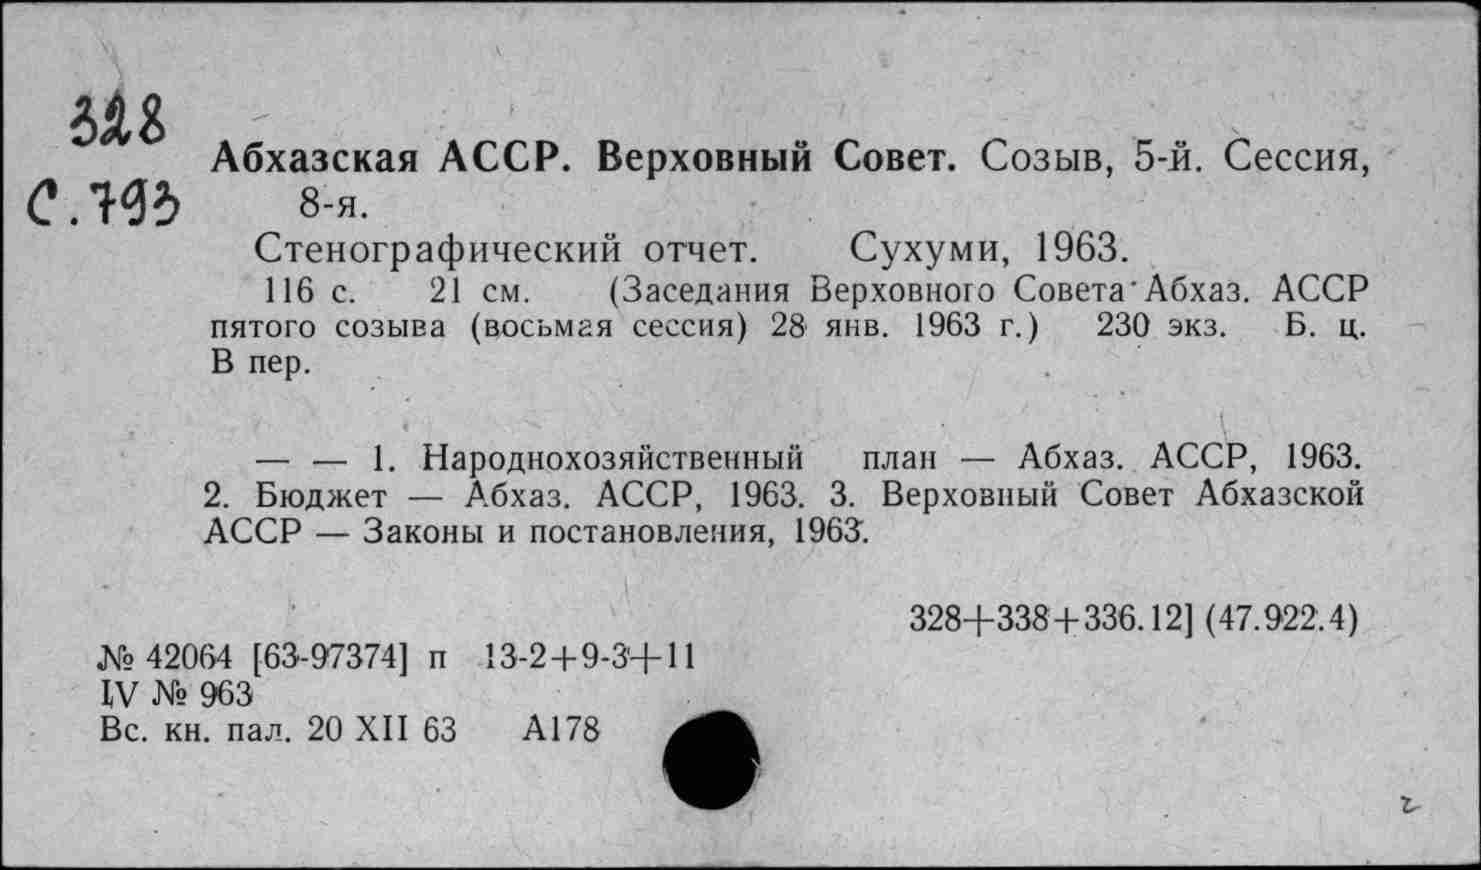 328
С.793
Абхазская АССР. Верховный Совет. Созыв, 5-й. Сессия,
8-я.
Стенографический отчет. Сухуми, 1963.
116 с. 21 см. (Заседания Верховного Совета Абхаз. АССР
пятого созыва (восьмая сессия) 28 янв. 1963 г.) 230 экз. Б. ц.
В пер.
— — 1. Народнохозяйственный план — Абхаз. АССР, 1963.
2. Бюджет — Абхаз. АССР, 1963. 3. Верховный Совет Абхазской
АССР — Законы и постановления, 1963.
328+338+336.12] (47.922.4)
№ 42064 [63-97374] п 13-2+9-3+11
IV № 963
Вс. кн. пал. 20 XII 63 А178